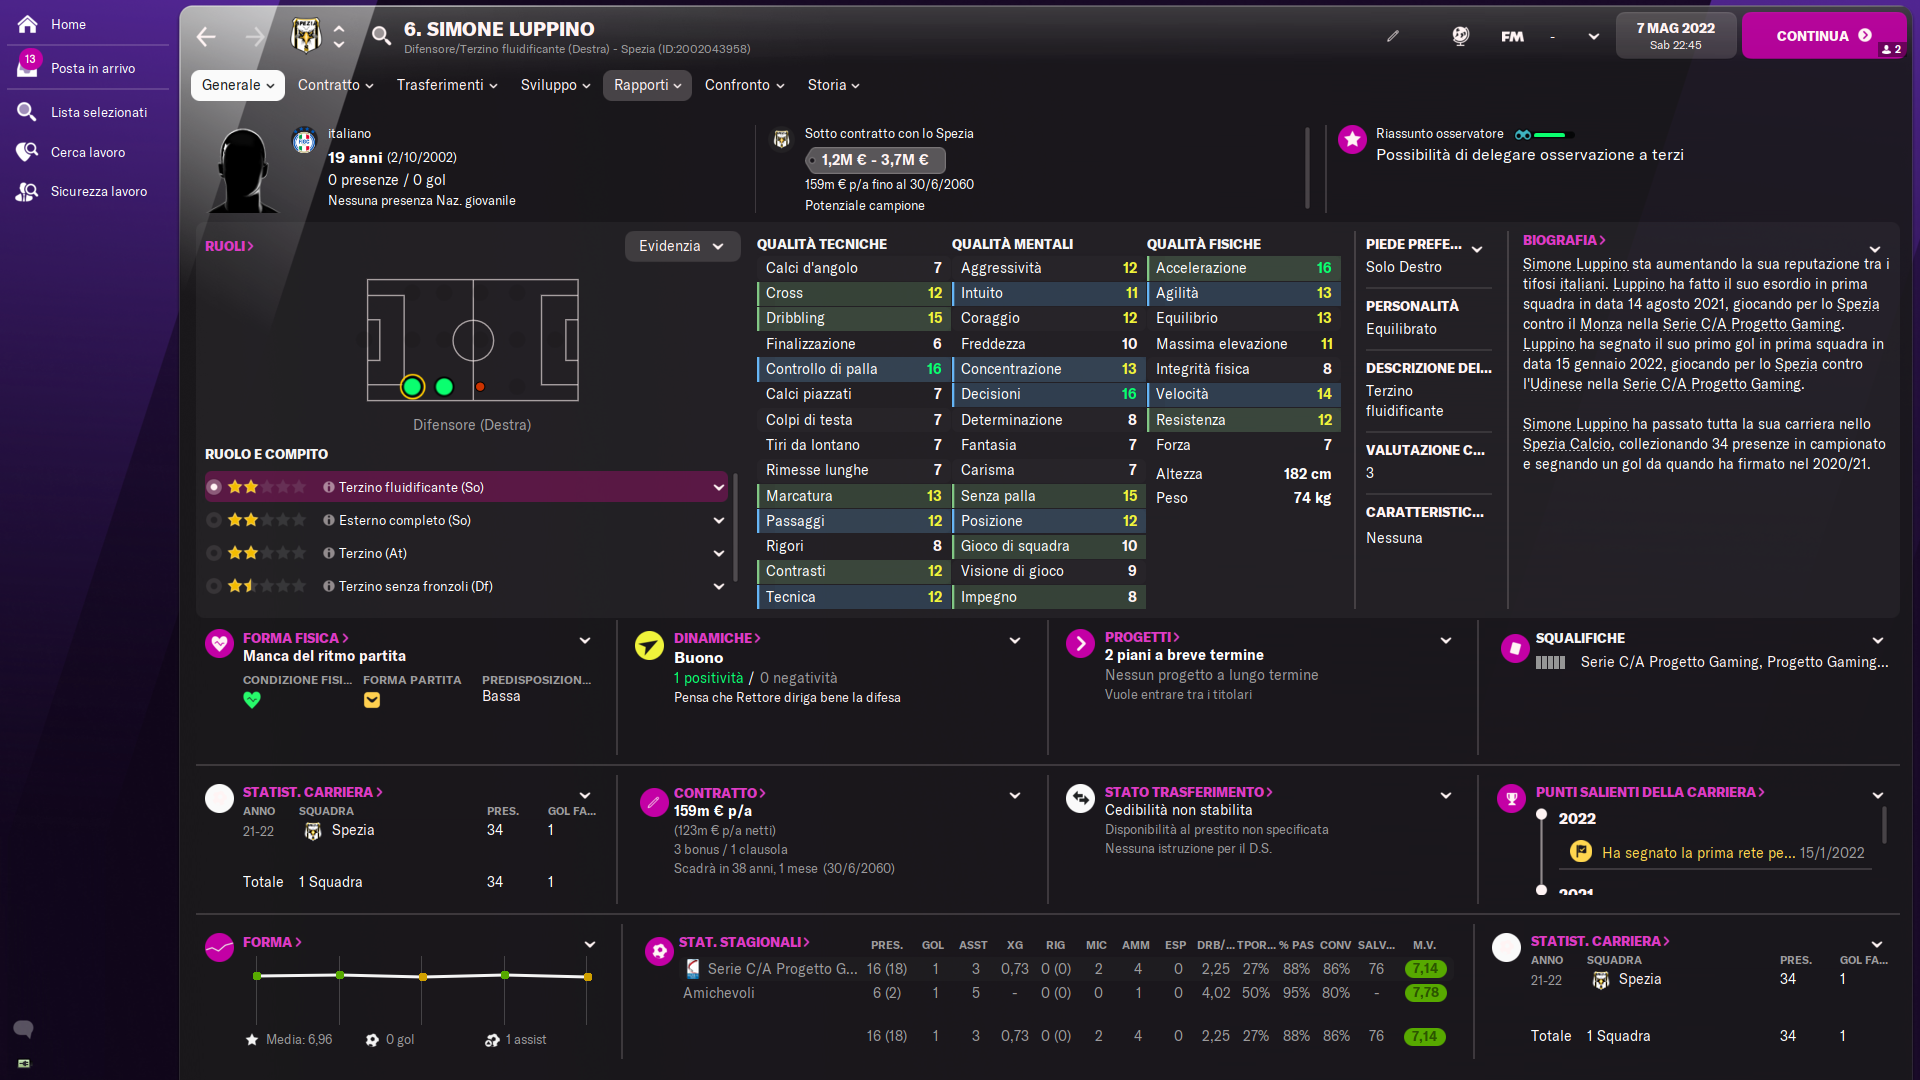 Home
13
Posta in arrivo
Lista selezionati
Cerca lavoro
Sicurezza lavoro
SPEZIA
6. SIMONE LUPPINO
Difensore/Terzino fluidificante (Destra) - Spezia (ID:2002043958)
FM
-
7 MAG 2022
Sab 22:45
CONTINUA
2
Generale
Contratto
Trasferimenti
Sviluppo
Rapporti
Confronto
Storia
italiano
19 anni (2/10/2002)
0 presenze / 0 gol
Nessuna presenza Naz. giovanile
Sotto contratto con lo Spezia
1,2M € - 3,7M €
159m € p/a fino al 30/6/2060
Potenziale campione
Riassunto osservatore
Possibilità di delegare osservazione a terzi
RUOLI
Evidenzia
Difensore (Destra)
RUOLO E COMPITO
Terzino fluidificante (So)
Esterno completo (So)
Terzino (At)
Terzino senza fronzoli (Df)
QUALITÀ TECNICHE
Calci d'angolo 7
Cross 12
Dribbling 15
Finalizzazione 6
Controllo di palla 16
Calci piazzati 7
Colpi di testa 7
Tiri da lontano 7
Rimesse lunghe 7
Marcatura 13
Passaggi 12
Rigori 8
Contrasti 12
Tecnica 12
QUALITÀ MENTALI
Aggressività 12
Intuito 11
Coraggio 12
Freddezza 10
Concentrazione 13
Decisioni 16
Determinazione 8
Fantasia 7
Carisma 7
Senza palla 15
Posizione 12
Gioco di squadra 10
Visione di gioco 9
Impegno 8
QUALITÀ FISICHE
Accelerazione 16
Agilità 13
Equilibrio 13
Massima elevazione 11
Integrità fisica 8
Velocità 14
Resistenza 12
Forza 7
Altezza 182 cm
Peso 74 kg
PIEDE PREFE...
Solo Destro
PERSONALITÀ
Equilibrato
DESCRIZIONE DEI...
Terzino
fluidificante
VALUTAZIONE C...
3
CARATTERISTIC...
Nessuna
BIOGRAFIA
Simone Luppino sta aumentando la sua reputazione tra i
tifosi italiani. Luppino ha fatto il suo esordio in prima
squadra in data 14 agosto 2021, giocando per lo Spezia
contro il Monza nella Serie C/A Progetto Gaming.
Luppino ha segnato il suo primo gol in prima squadra in
data 15 gennaio 2022, giocando per lo Spezia contro
l'Udinese nella Serie C/A Progetto Gaming.
Simone Luppino ha passato tutta la sua carriera nello
Spezia Calcio, collezionando 34 presenze in campionato
e segnando un gol da quando ha firmato nel 2020/21.
FORMA FISICA
Manca del ritmo partita
CONDIZIONE FISI... FORMA PARTITA PREDISPOSIZION...
Bassa
DINAMICHE
Buono
1 positività / 0 negatività
Pensa che Rettore diriga bene la difesa
PROGETTI
2 piani a breve termine
Nessun progetto a lungo termine
Vuole entrare tra i titolari
SQUALIFICHE
Serie C/A Progetto Gaming, Progetto Gaming...
STATIST. CARRIERA
ANNO SQUADRA PRES. GOL FA...
21-22 Spezia 34 1
Totale 1 Squadra 34 1
CONTRATTO
159m € p/a
(123m € p/a netti)
3 bonus / 1 clausola
Scadrà in 38 anni, 1 mese (30/6/2060)
STATO TRASFERIMENTO
Cedibilità non stabilita
Disponibilità al prestito non specificata
Nessuna istruzione per il D.S.
PUNTI SALIENTI DELLA CARRIERA
2022
Ha segnato la prima rete pe... 15/1/2022
2021
FORMA
Media: 6,96
0 gol
1 assist
STAT. STAGIONALI PRES. GOL ASST XG RIG MIC AMM ESP DRB/... TPOR... % PAS CONV SALV... M.V.
Serie C/A Progetto G... 16 (18) 1 3 0,73 0 (0) 2 4 0 2,25 27% 88% 86% 76 7,14
Amichevoli 6 (2) 1 5 - 0 (0) 0 1 0 4,02 50% 95% 80% - 7,78
16 (18) 1 3 0,73 0 (0) 2 4 0 2,25 27% 88% 86% 76 7,14
STATIST. CARRIERA
ANNO SQUADRA PRES. GOL FA...
21-22 Spezia 34 1
Totale 1 Squadra 34 1